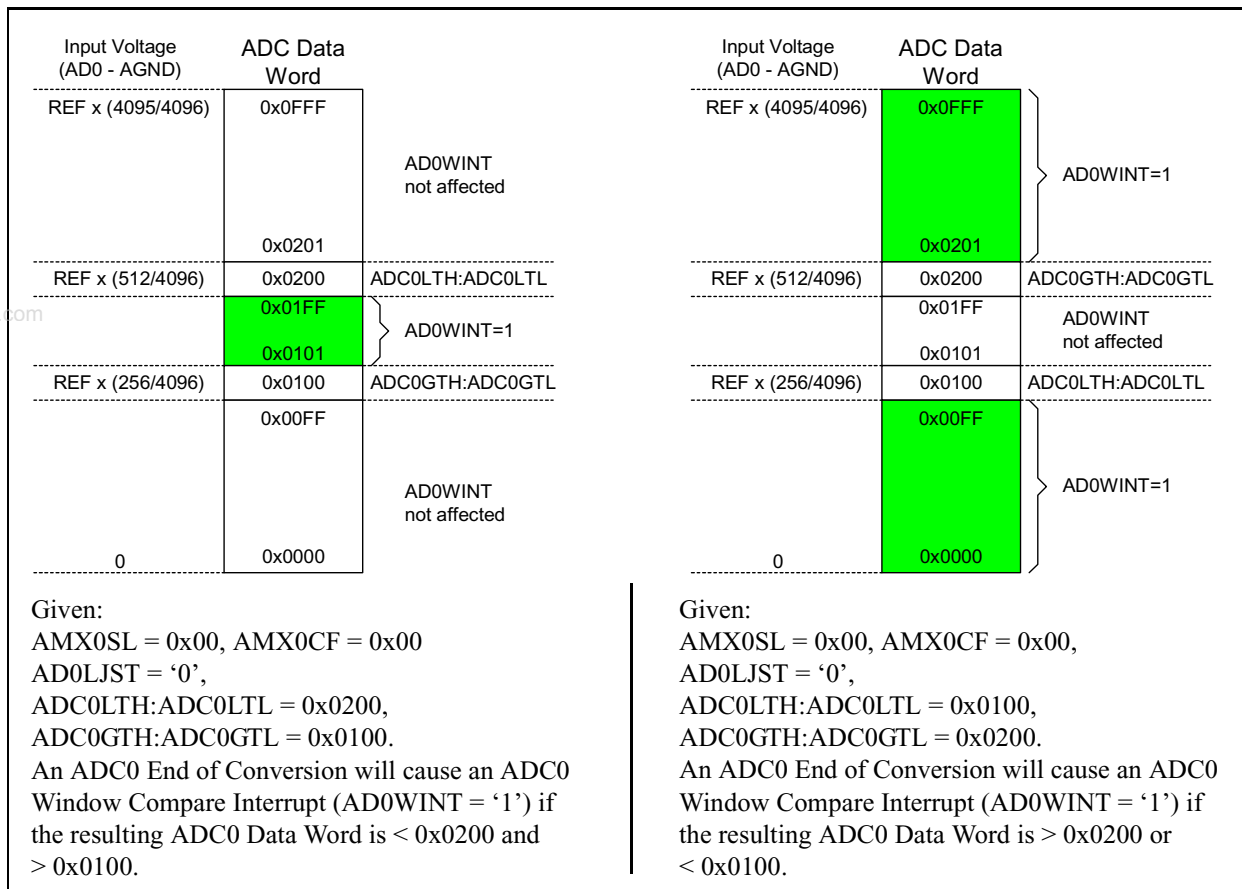 Input Voltage
(AD0 - AGND)
ADC Data
Word
REF x (4095/4096)
0x0FFF
AD0WINT
not affected
0x0201
REF x (512/4096)
0x0200
ADC0LTH:ADC0LTL
0x01FF
AD0WINT=1
0x0101
REF x (256/4096)
0x0100
ADC0GTH:ADC0GTL
0x00FF
AD0WINT
not affected
0
0x0000
Given:
AMX0SL = 0x00, AMX0CF = 0x00
AD0LJST = ‘0’,
ADC0LTH:ADC0LTL = 0x0200,
ADC0GTH:ADC0GTL = 0x0100.
An ADC0 End of Conversion will cause an ADC0
Window Compare Interrupt (AD0WINT = ‘1’) if
the resulting ADC0 Data Word is < 0x0200 and
> 0x0100.
Input Voltage
(AD0 - AGND)
ADC Data
Word
REF x (4095/4096)
0x0FFF
AD0WINT=1
0x0201
REF x (512/4096)
0x0200
ADC0GTH:ADC0GTL
0x01FF
AD0WINT
not affected
0x0101
REF x (256/4096)
0x0100
ADC0LTH:ADC0LTL
0x00FF
AD0WINT=1
0
0x0000
Given:
AMX0SL = 0x00, AMX0CF = 0x00,
AD0LJST = ‘0’,
ADC0LTH:ADC0LTL = 0x0100,
ADC0GTH:ADC0GTL = 0x0200.
An ADC0 End of Conversion will cause an ADC0
Window Compare Interrupt (AD0WINT = ‘1’) if
the resulting ADC0 Data Word is > 0x0200 or
< 0x0100.
.com